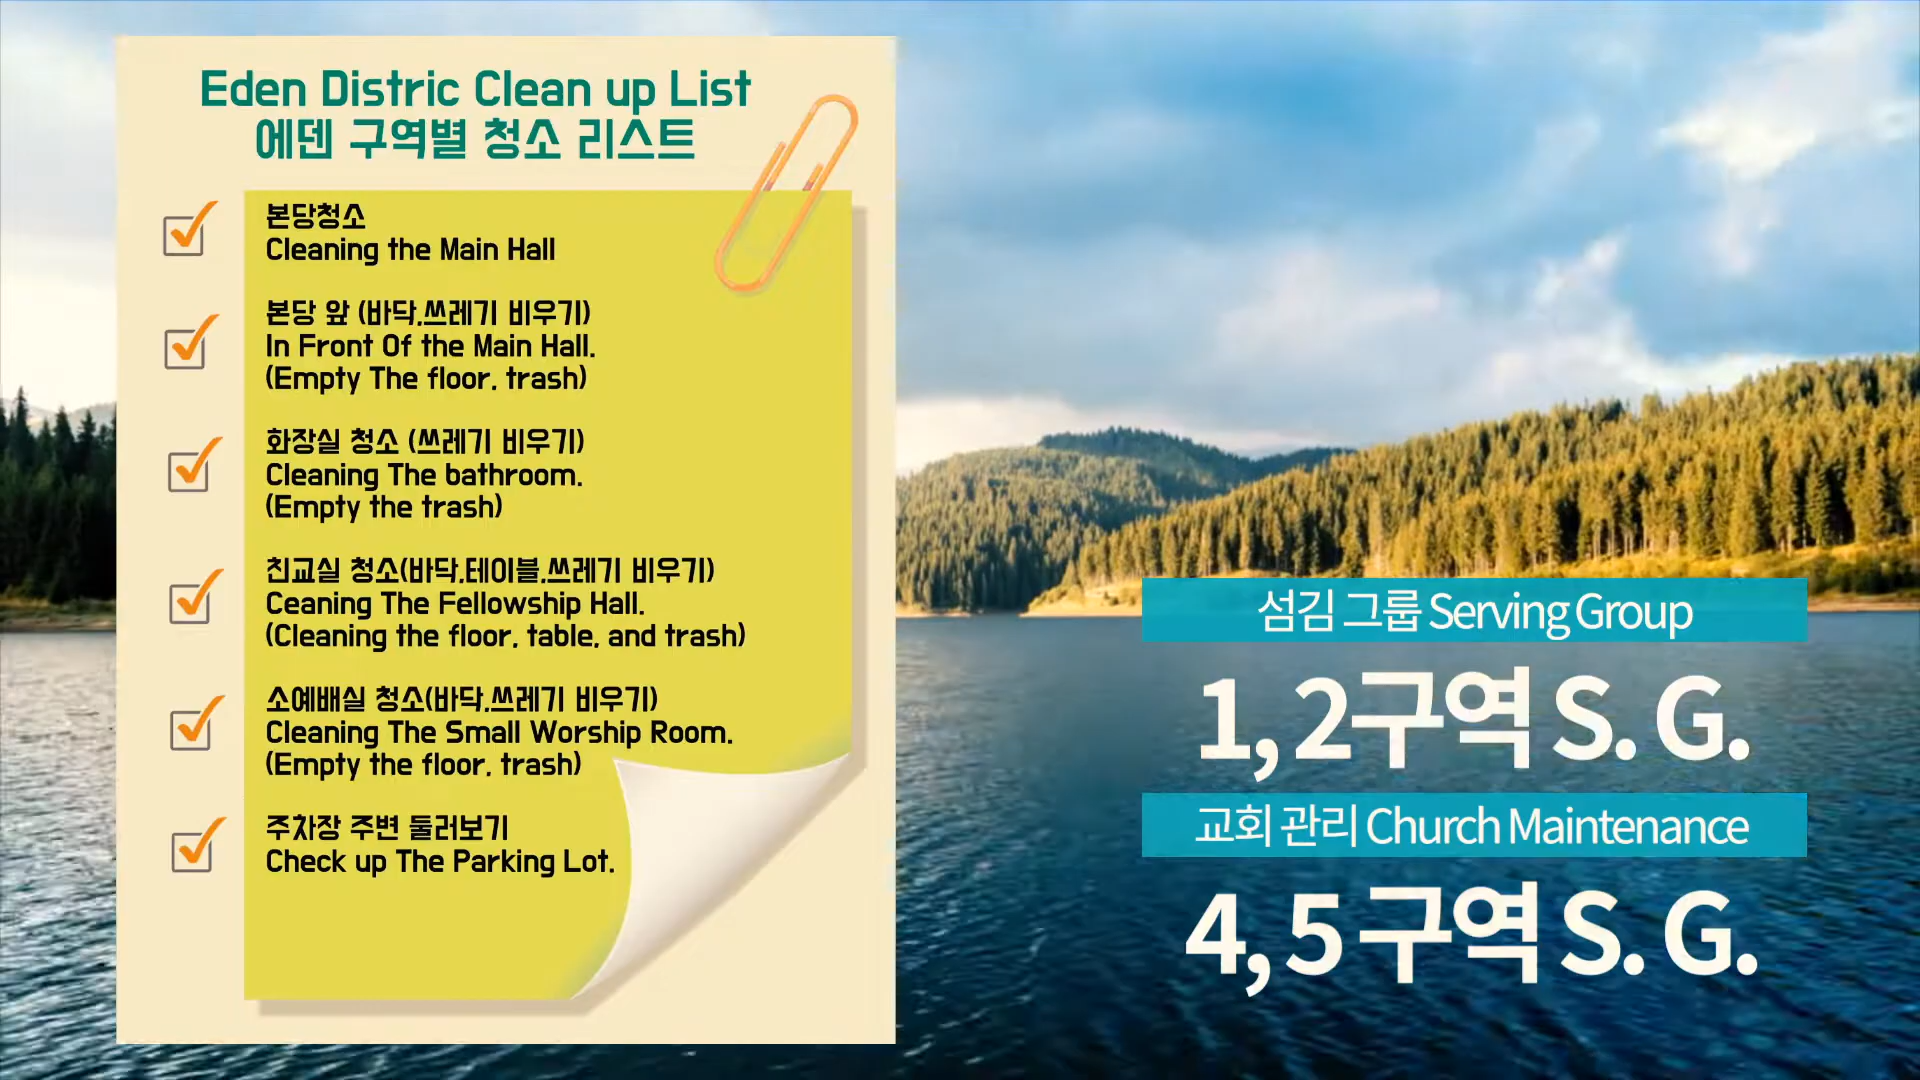 Eden Distric Clean up List
에덴 구역별 청소 리스트
본당청소
Cleaning the Main Hall
본당 앞 (바닥,쓰레기 비우기)
In Front Of the Main Hall.
(Empty The floor, trash)
화장실 청소 (쓰레기 비우기)
Cleaning The bathroom.
(Empty the trash)
친교실 청소(바닥,테이블,쓰레기 비우기)
Ceaning The Fellowship Hall.
(Cleaning the floor, table, and trash)
소예배실 청소(바닥,쓰레기 비우기)
Cleaning The Small Worship Room.
(Empty the floor, trash)
주차장 주변 둘러보기
Check up The Parking Lot.
섬김 그룹 Serving Group
1, 2구역 S. G.
교회 관리 Church Maintenance
4, 5 구역 S. G.